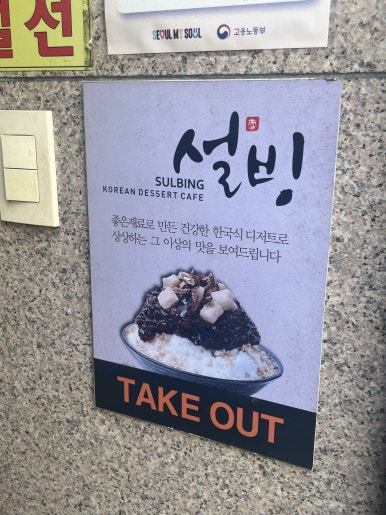 선
SEOUL MY SOUL
고용노동부
설빙
SULBING
KOREAN DESSERT CAFE
좋은재료로 만든 건강한 한국식 디저트로
상상하는 그 이상의 맛을 보여드립니다
TAKE OUT